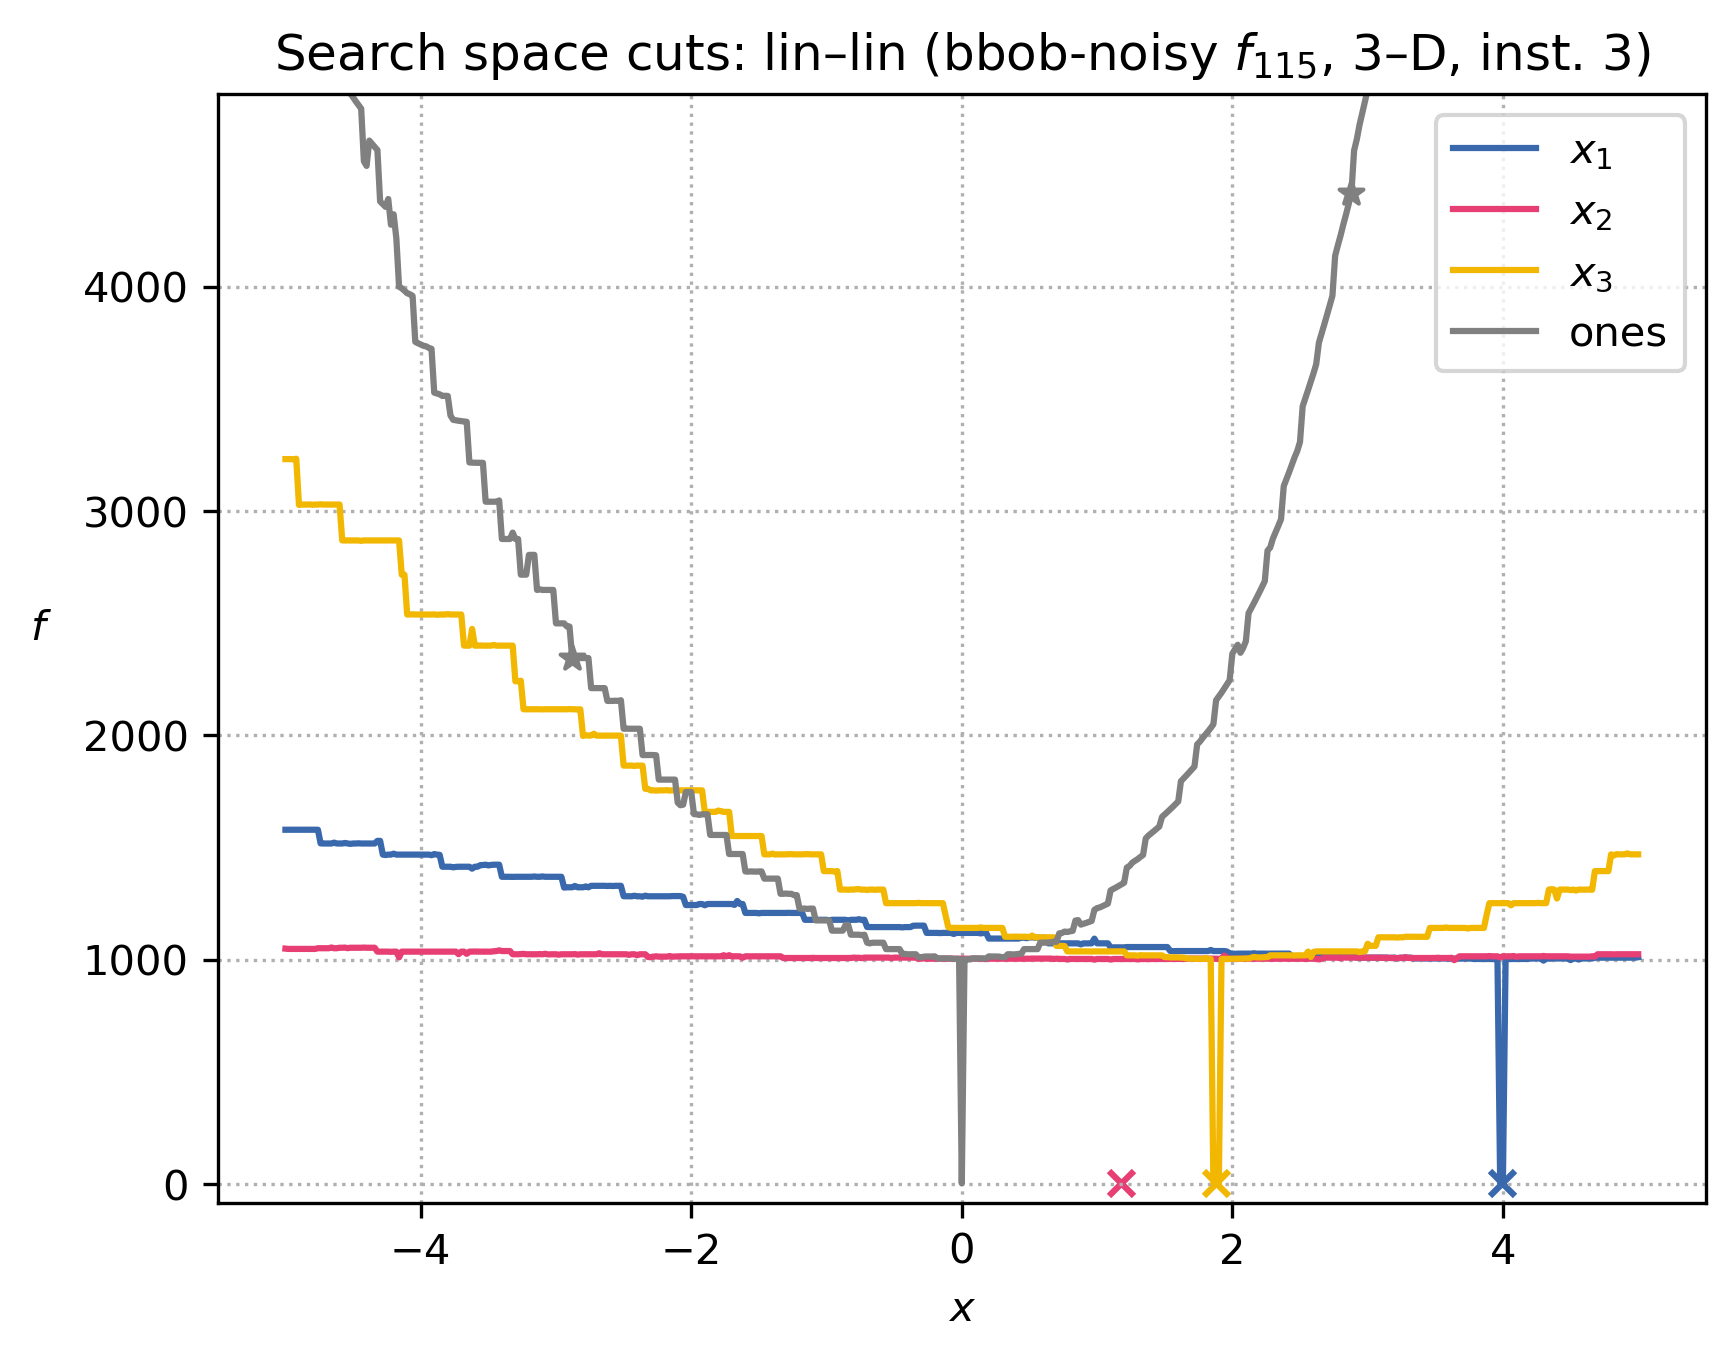 Search space cuts: lin–lin (bbob-noisy f₁₁₅, 3–D, inst. 3)
x₁
x₂
x₃
ones
4000
3000
2000
1000
0
f
−4
−2
0
2
4
x